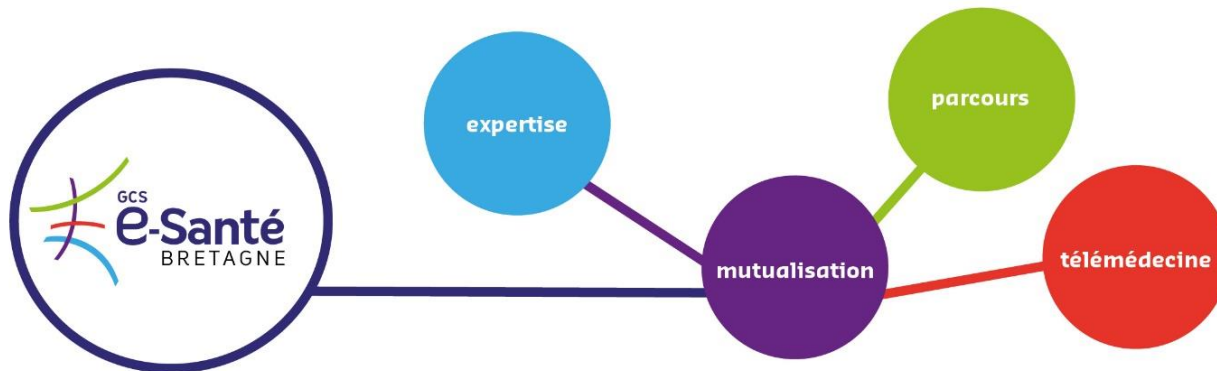 GCS
e-Santé
BRETAGNE
expertise
mutualisation
parcours
télémédecine